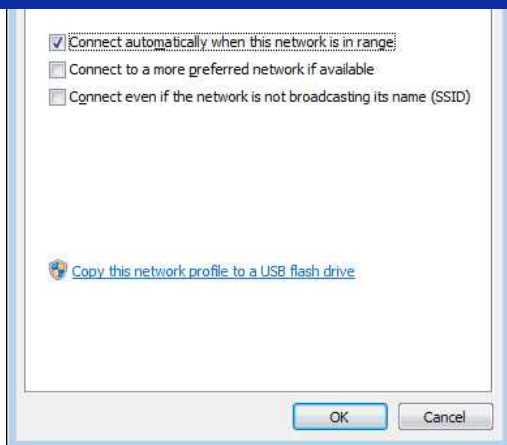 Connect automatically when this network is in range
Connect to a more preferred network if available
Connect even if the network is not broadcasting its name (SSID)
Copy this network profile to a USB flash drive
OK Cancel